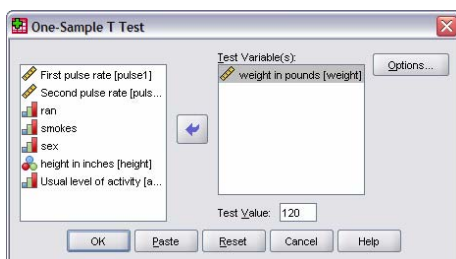 One-Sample T Test
Test Variable(s):
First pulse rate [pulse1]
Second pulse rate [puls...
ran
smokes
sex
height in inches [height]
Usual level of activity [a...
weight in pounds [weight]
Options...
Test Value: 120
OK Paste Reset Cancel Help